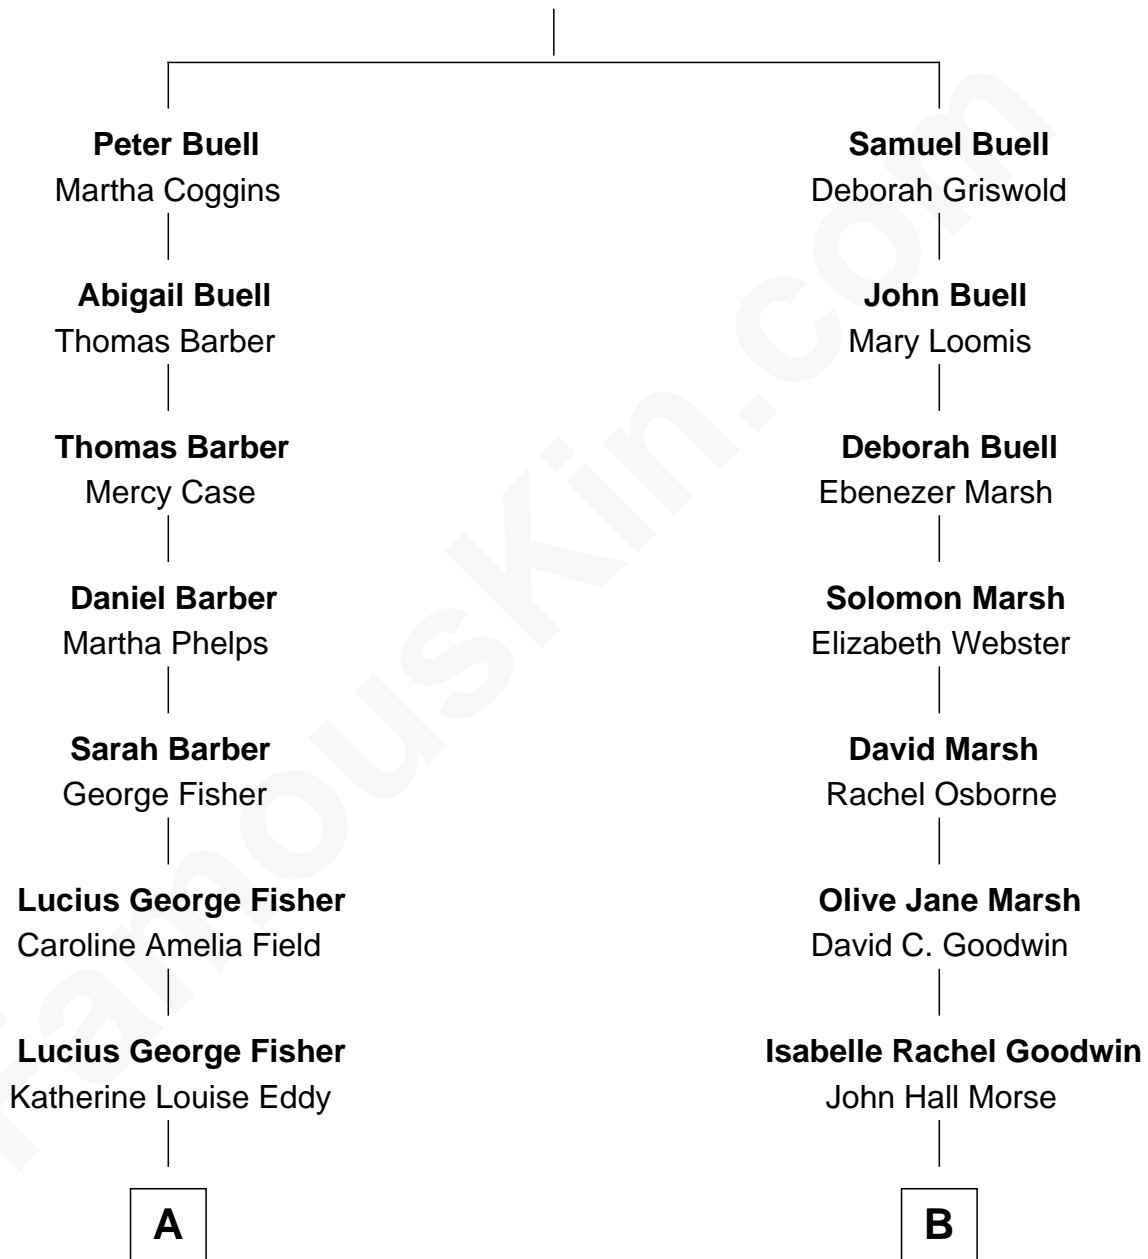 Peter Buell
Martha Coggins
Abigail Buell
Thomas Barber
Thomas Barber
Mercy Case
Daniel Barber
Martha Phelps
Sarah Barber
George Fisher
Lucius George Fisher
Caroline Amelia Field
Lucius George Fisher
Katherine Louise Eddy
A
Samuel Buell
Deborah Griswold
John Buell
Mary Loomis
Deborah Buell
Ebenezer Marsh
Solomon Marsh
Elizabeth Webster
David Marsh
Rachel Osborne
Olive Jane Marsh
David C. Goodwin
Isabelle Rachel Goodwin
John Hall Morse
B
FamousKin.com